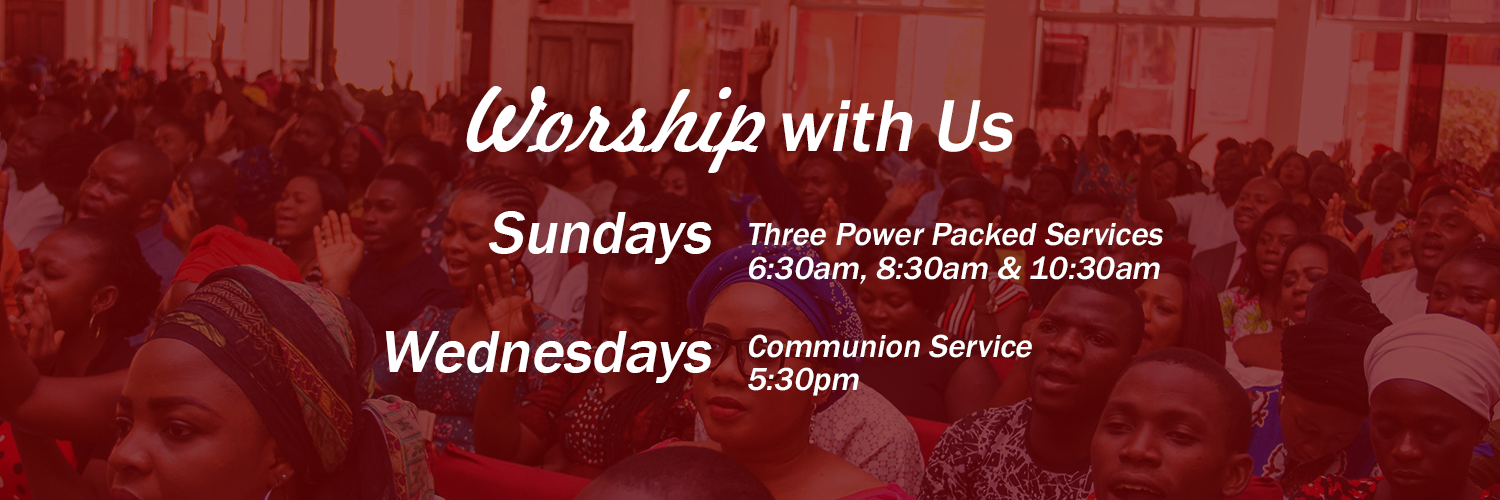 Worship with Us
Sundays
Three Power Packed Services
6:30am, 8:30am & 10:30am
Wednesdays
Communion Service
5:30pm